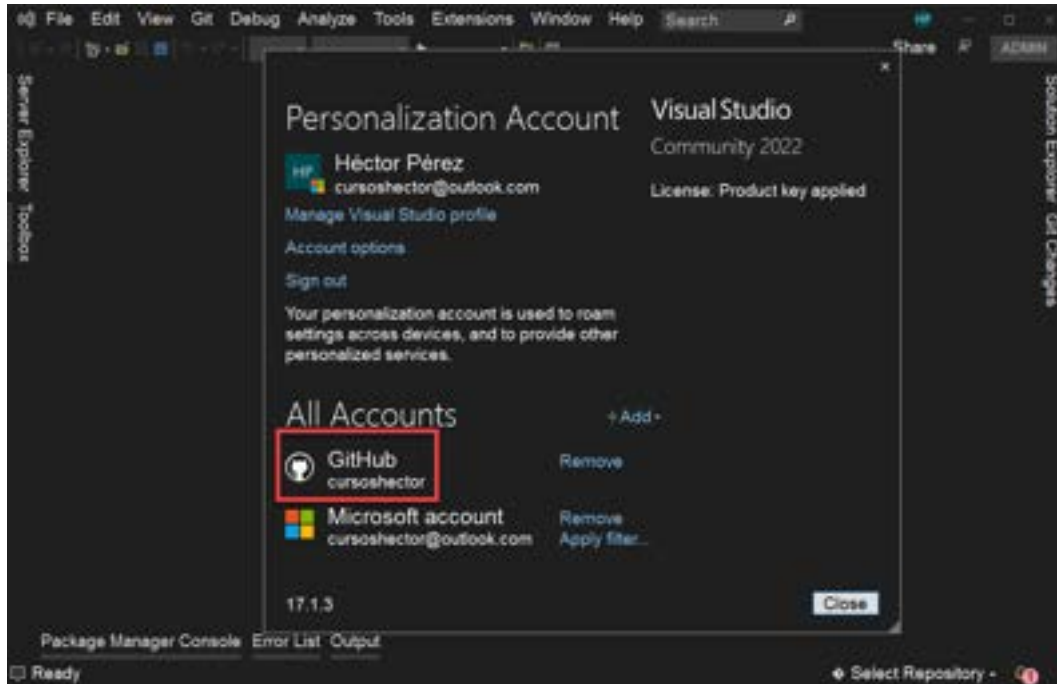 File Edit View Git Debug Analyze Tools Extensions Window Help Search
HP
Share
ADMIN
Server Explorer
Toolbox
Solution Explorer
Git Changes
Personalization Account
HP
Héctor Pérez
cursoshector@outlook.com
Manage Visual Studio profile
Account options
Sign out
Your personalization account is used to roam
settings across devices, and to provide other
personalized services.
Visual Studio
Community 2022
License: Product key applied
All Accounts
+Add
GitHub
cursoshector
Remove
Microsoft account
cursoshector@outlook.com
Remove
Apply filter...
17.1.3
Close
Package Manager Console Error List Output
Ready
Select Repository
1